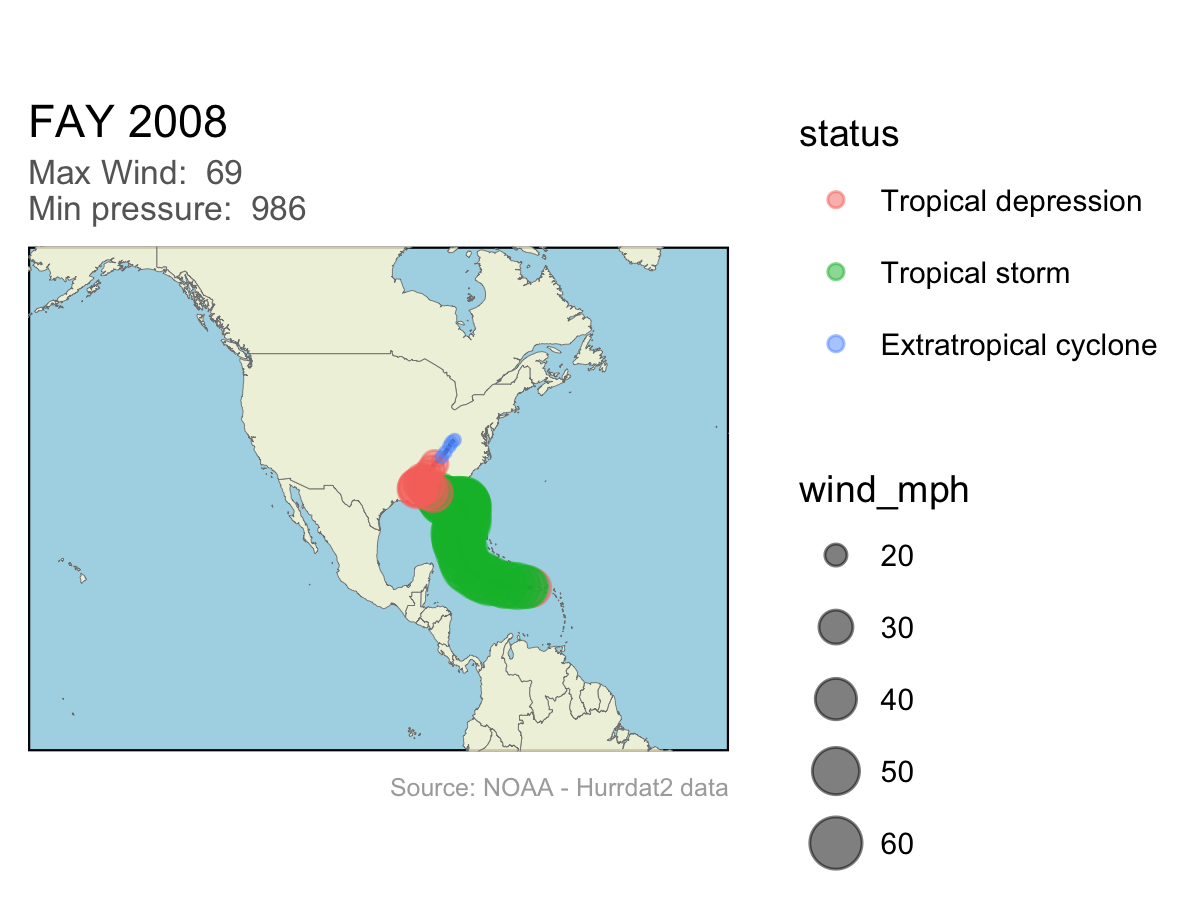 FAY 2008
Max Wind:  69
Min pressure:  986
status
Tropical depression
Tropical storm
Extratropical cyclone
wind_mph
20
30
40
50
60
Source: NOAA - Hurrdat2 data